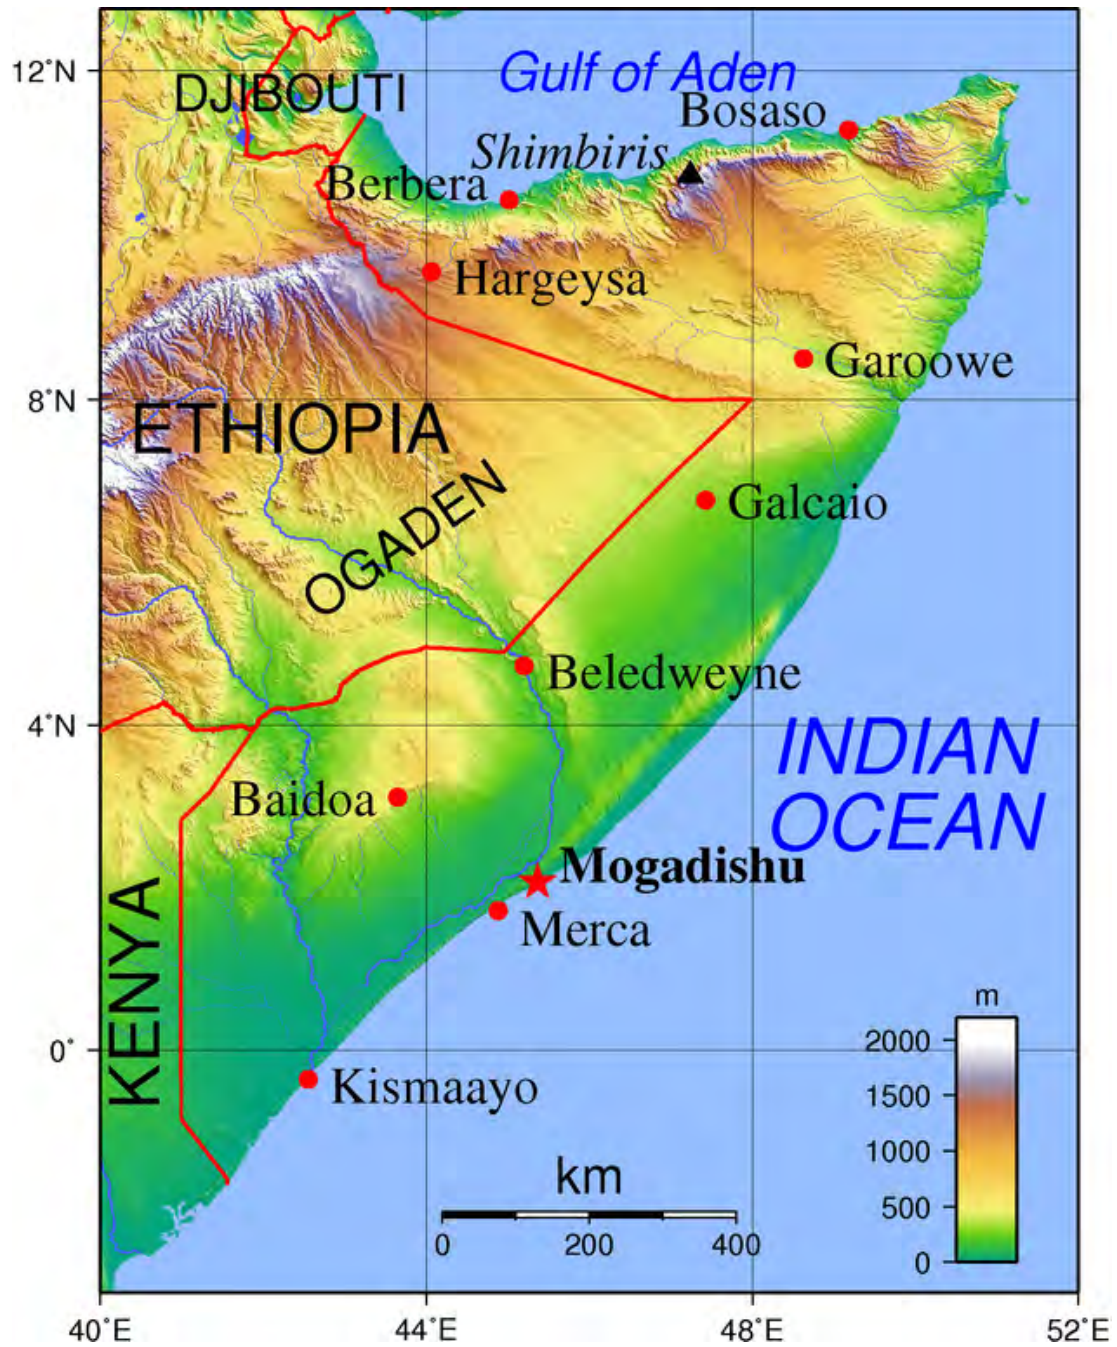 12°N
Gulf of Aden
DJIBOUTI
Bosaso
Shimbiris
Berbera
Hargeysa
Garoowe
8°N
ETHIOPIA
OGADEN
Galcaio
Beledweyne
4°N
INDIAN
OCEAN
Baidoa
Mogadishu
Merca
KENYA
0°
Kismaayo
km
0 200 400
m
2000
1500
1000
500
0
40°E 44°E 48°E 52°E